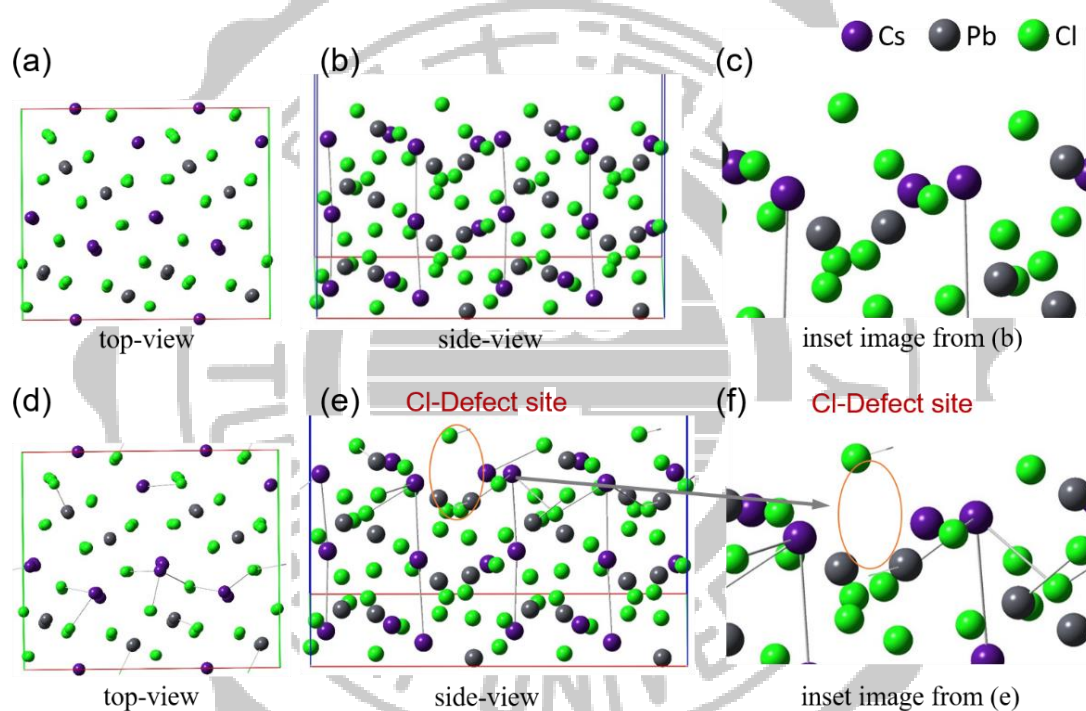 Cs Pb Cl
(a) (b) (c)
top-view side-view inset image from (b)
(d) (e) (f)
Cl-Defect site Cl-Defect site
top-view side-view inset image from (e)